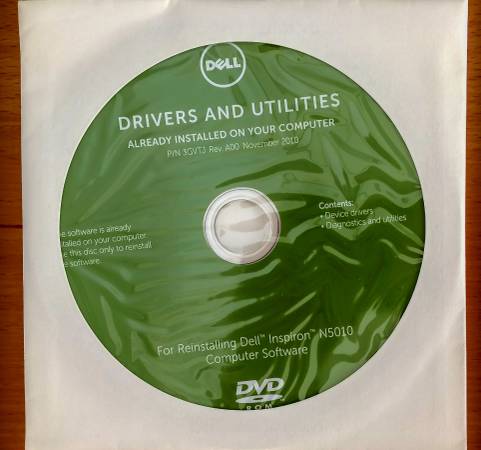 DELL
DRIVERS AND UTILITIES
ALREADY INSTALLED ON YOUR COMPUTER
P/N 3GVTJ Rev. A00 November 2010
Contents:
• Device drivers
• Diagnostics and utilities
software is already
on your computer.
this disc only to reinstall
software.
For Reinstalling Dell™ Inspiron™ N5010
Computer Software
DVD
ROM